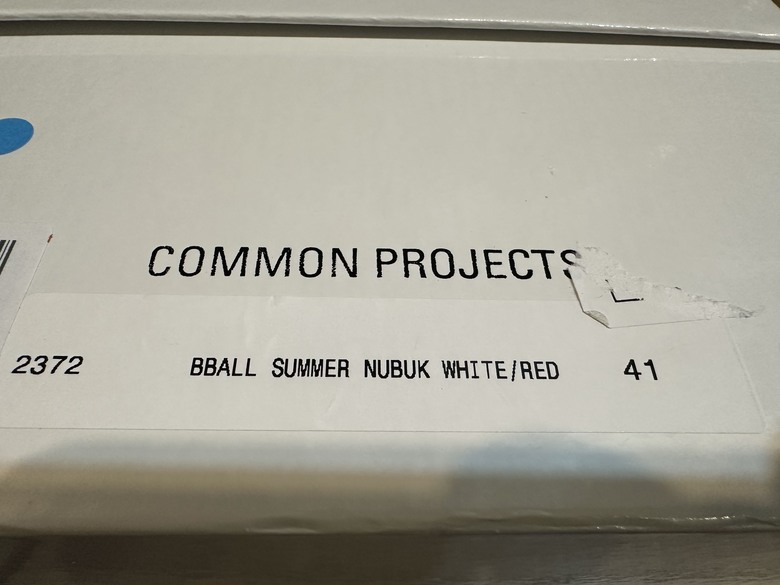 COMMON PROJECTS
2372 BBALL SUMMER NUBUK WHITE/RED 41